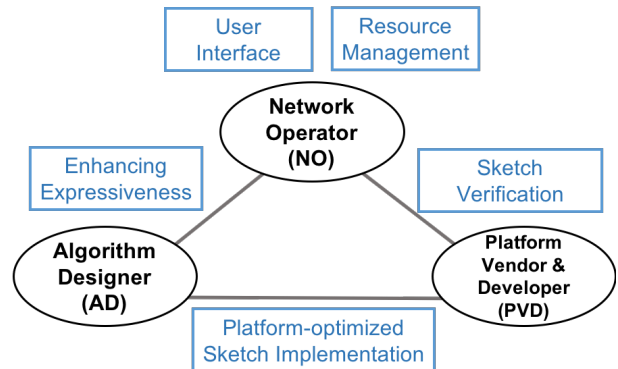 User
Interface
Resource
Management
Network
Operator
(NO)
Enhancing
Expressiveness
Sketch
Verification
Algorithm
Designer
(AD)
Platform
Vendor &
Developer
(PVD)
Platform-optimized
Sketch Implementation